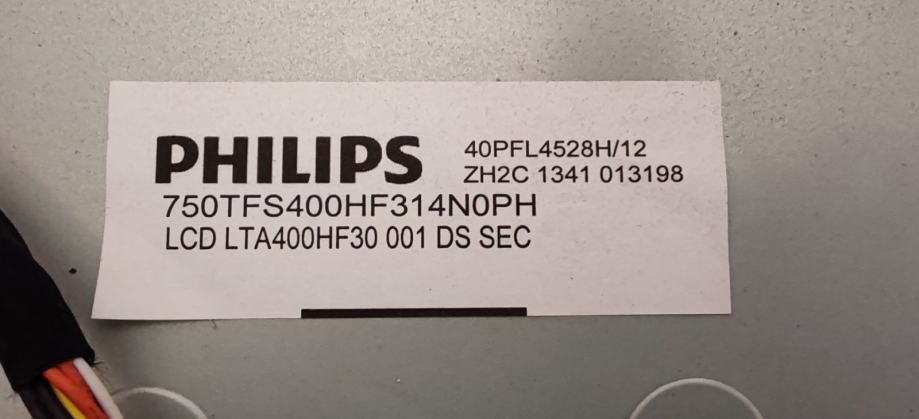 PHILIPS
40PFL4528H/12
ZH2C 1341 013198
750TFS400HF314N0PH
LCD LTA400HF30 001 DS SEC